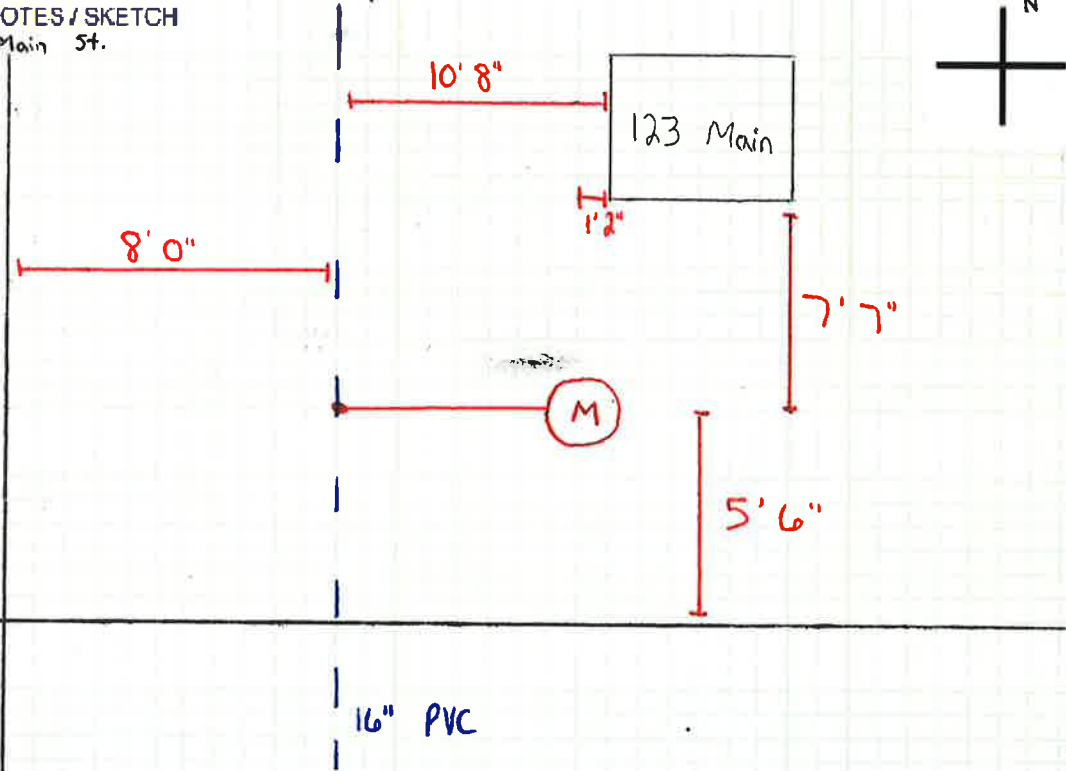 OTES / SKETCH
Main St.
N
10' 8"
123 Main
1'2"
8' 0"
7' 7"
M
5' 6"
16" PVC